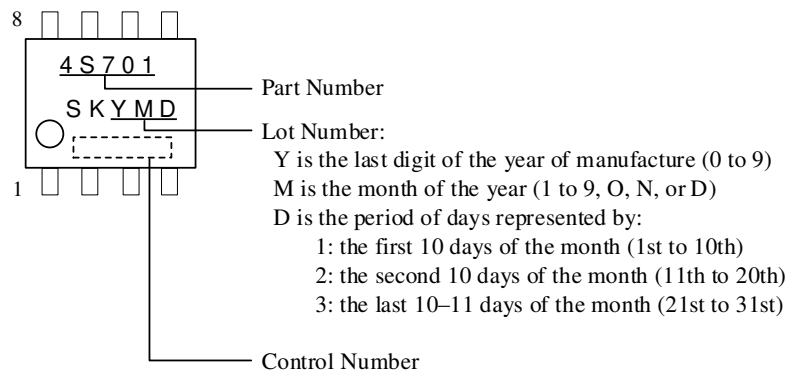 8
4S701
SKYMD
1
Part Number
Lot Number:
Y is the last digit of the year of manufacture (0 to 9)
M is the month of the year (1 to 9, O, N, or D)
D is the period of days represented by:
1: the first 10 days of the month (1st to 10th)
2: the second 10 days of the month (11th to 20th)
3: the last 10–11 days of the month (21st to 31st)
Control Number